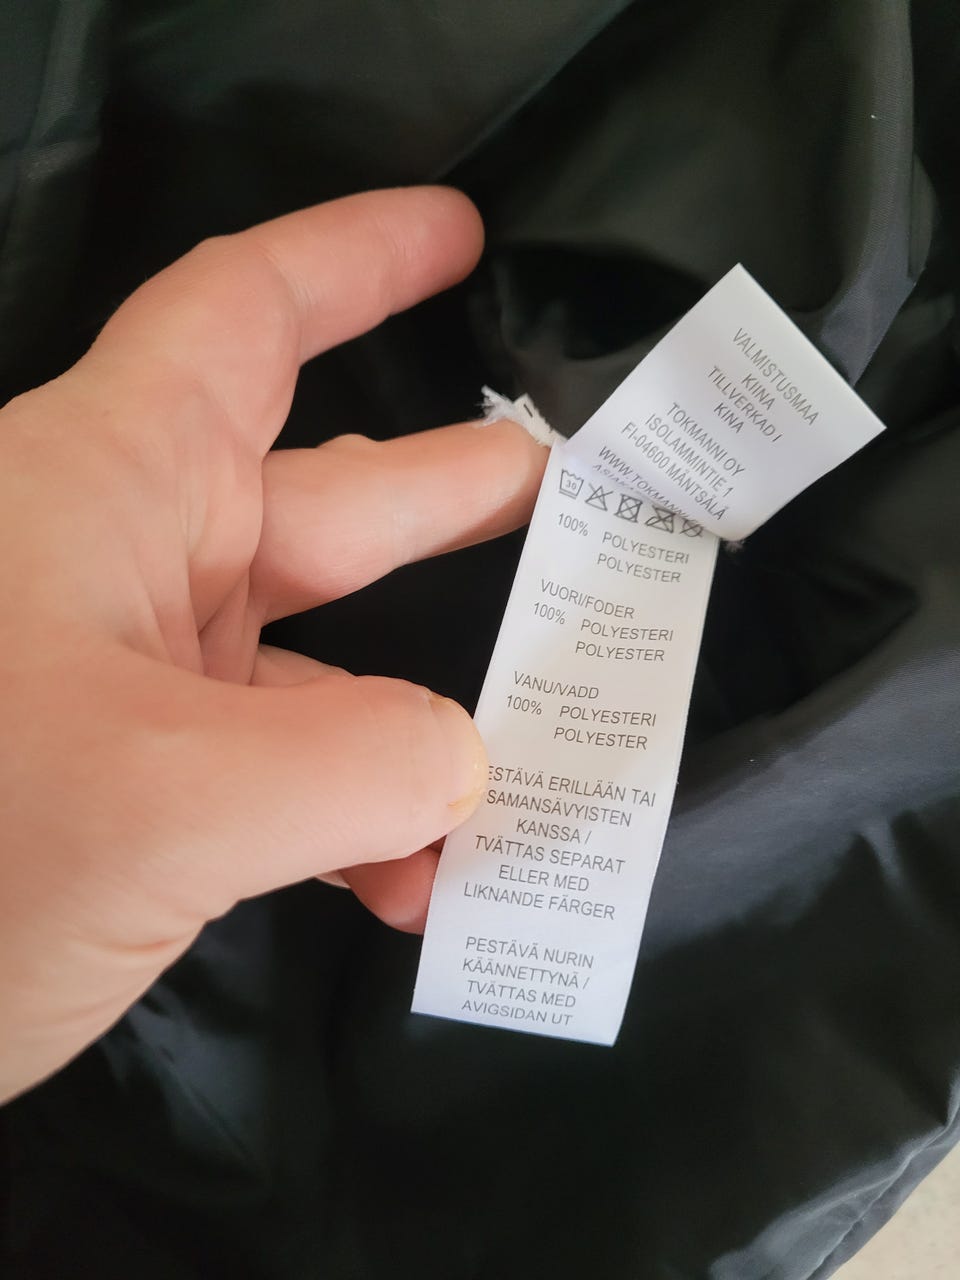 VALMISTUSMAA
KIINA
TILLVERKAD I
KINA
TOKMANNI OY
ISOLAMMINTIE 1
FI-04600 MÄNTSÄLÄ
30
100% POLYESTERI
POLYESTER
VUORI/FODER
100% POLYESTERI
POLYESTER
VANU/VADD
100% POLYESTERI
POLYESTER
ESTÄVÄ ERILLÄÄN TAI
SAMANSÄVYISTEN
KANSSA /
TVÄTTAS SEPARAT
ELLER MED
LIKNANDE FÄRGER
PESTÄVÄ NURIN
KÄÄNNETTYNÄ /
TVÄTTAS MED
AVIGSIDAN UT